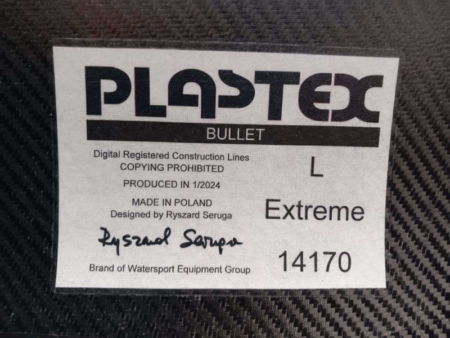 PLASTEX
BULLET
Digital Registered Construction Lines
COPYING PROHIBITED
PRODUCED IN 1/2024
MADE IN POLAND
Designed by Ryszard Seruga
Ryszard Seruga
Brand of Watersport Equipment Group
L
Extreme
14170